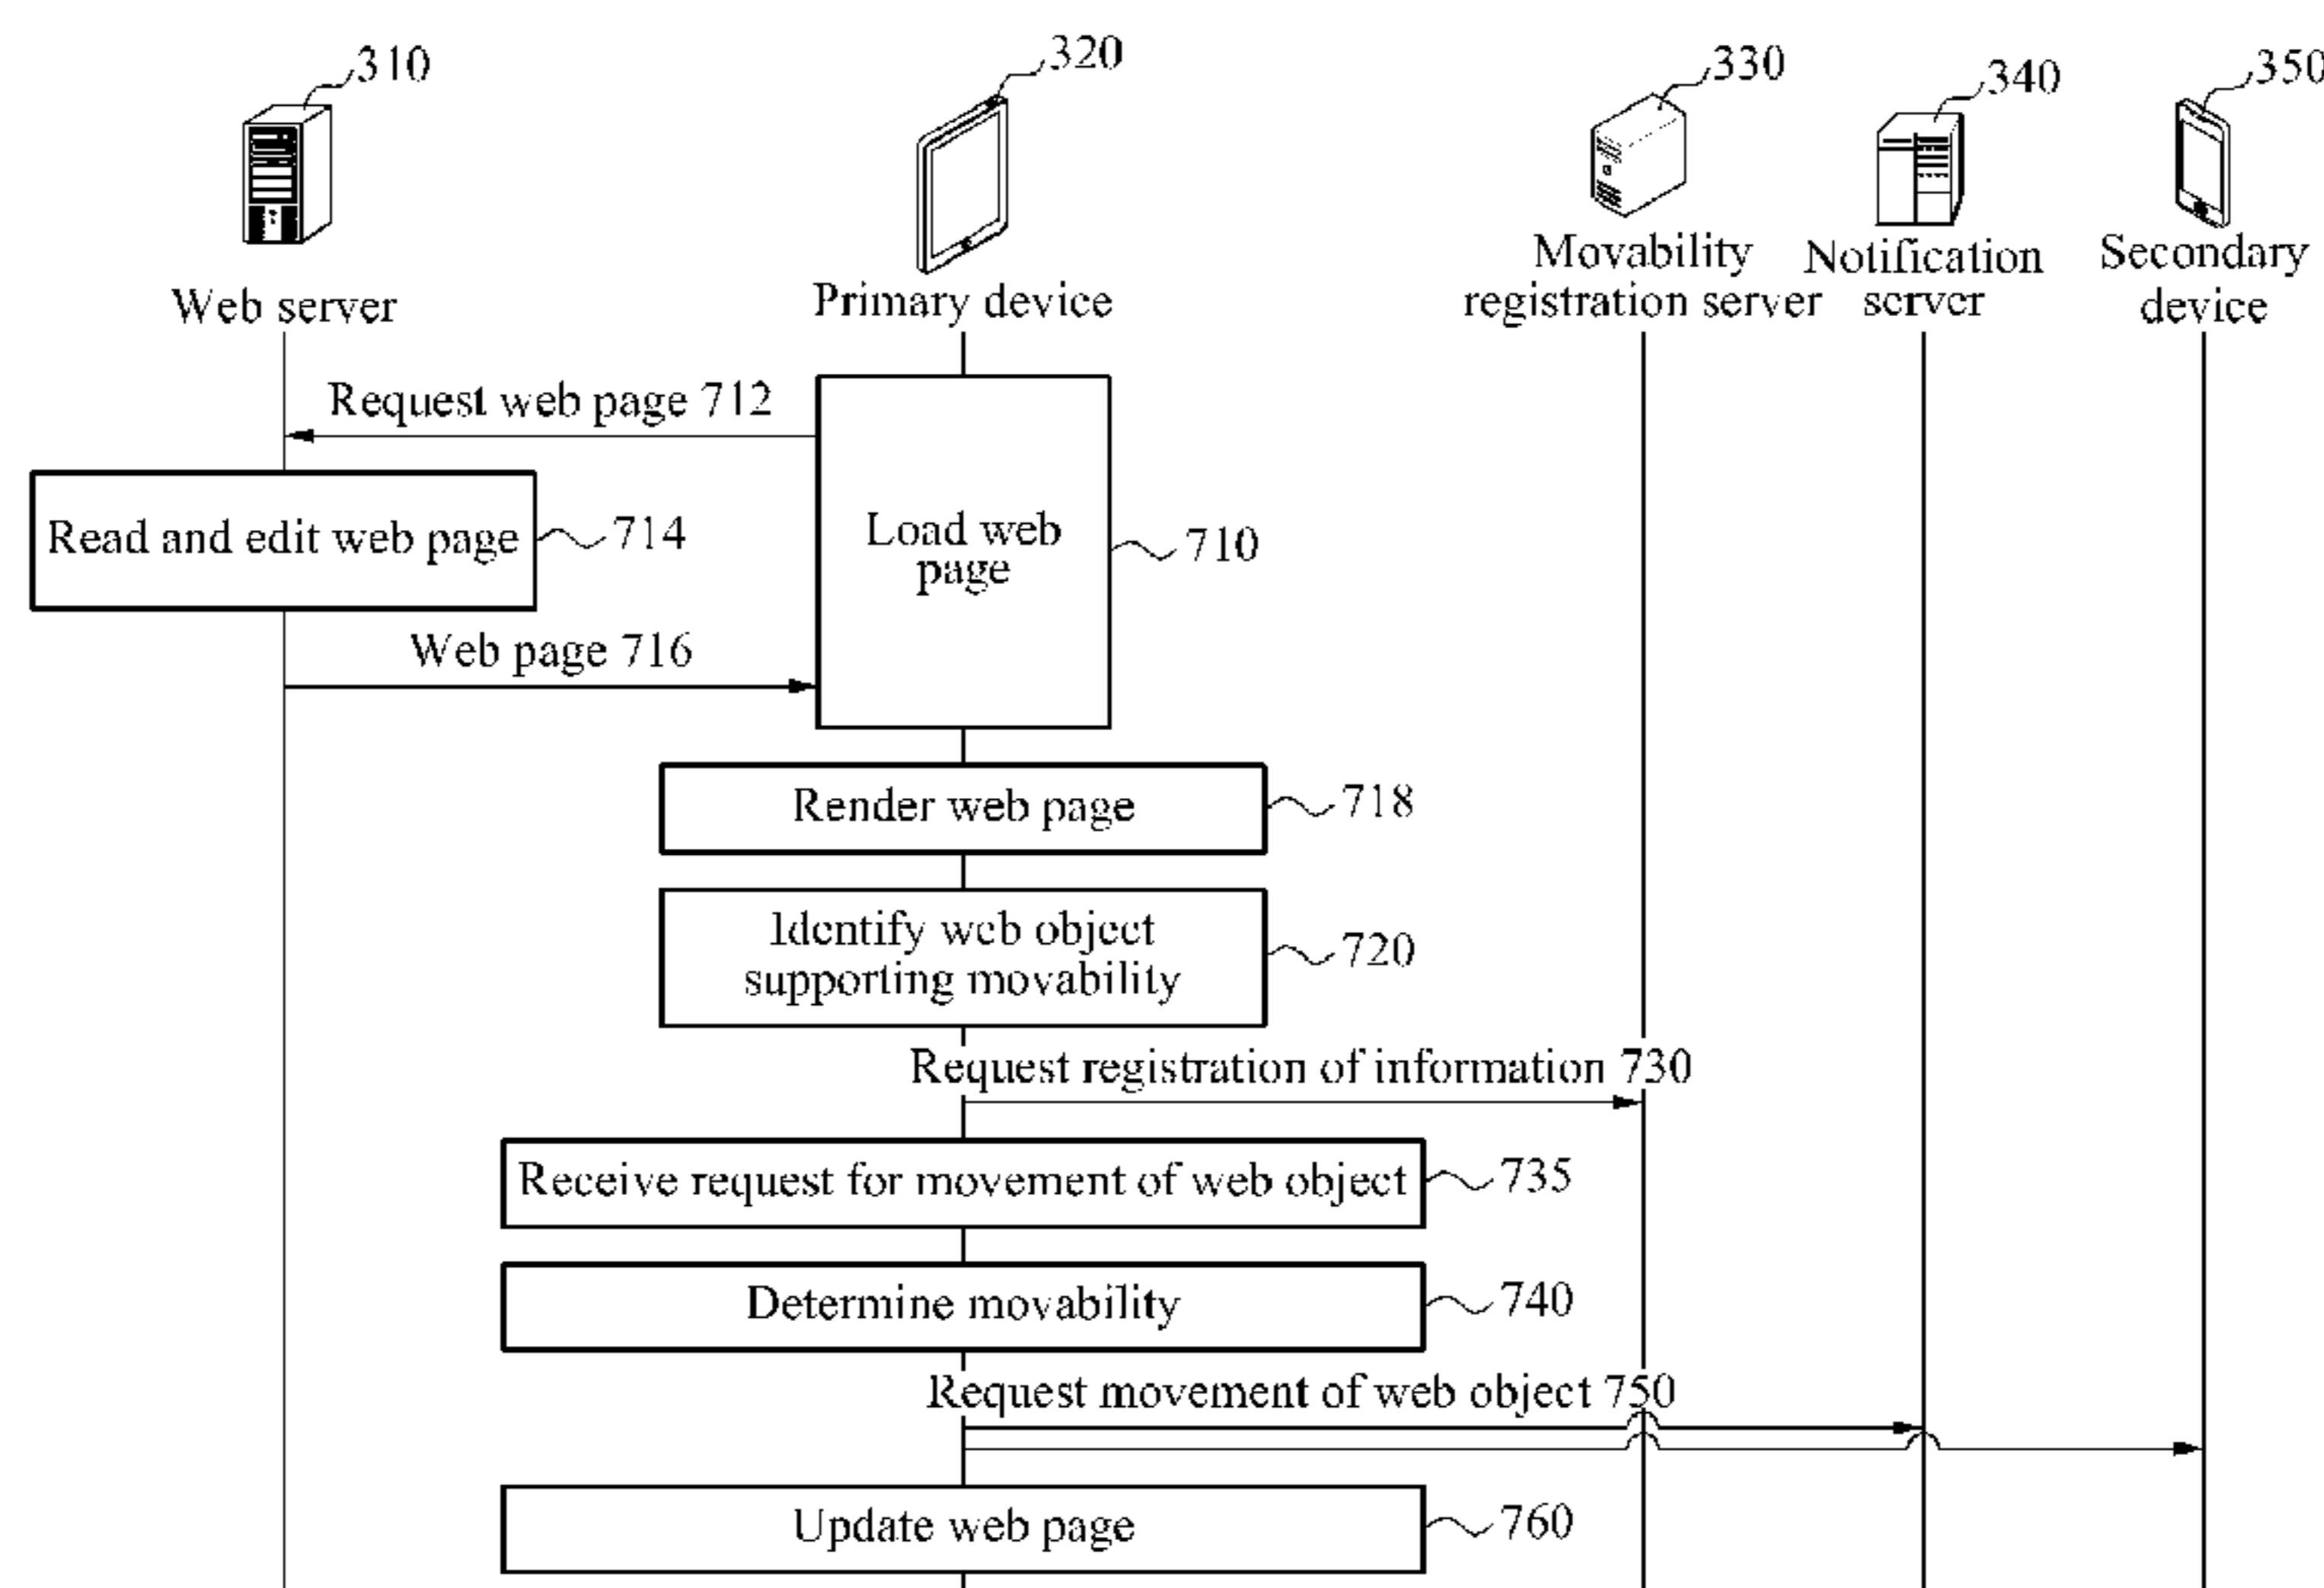 310
320
330
340
350
Web server
Primary device
Movability
registration server
Notification
server
Secondary
device
Request web page 712
Read and edit web page
714
Load web
page
710
Web page 716
Render web page
718
Identify web object
supporting movability
720
Request registration of information 730
Receive request for movement of web object
735
Determine movability
740
Request movement of web object 750
Update web page
760